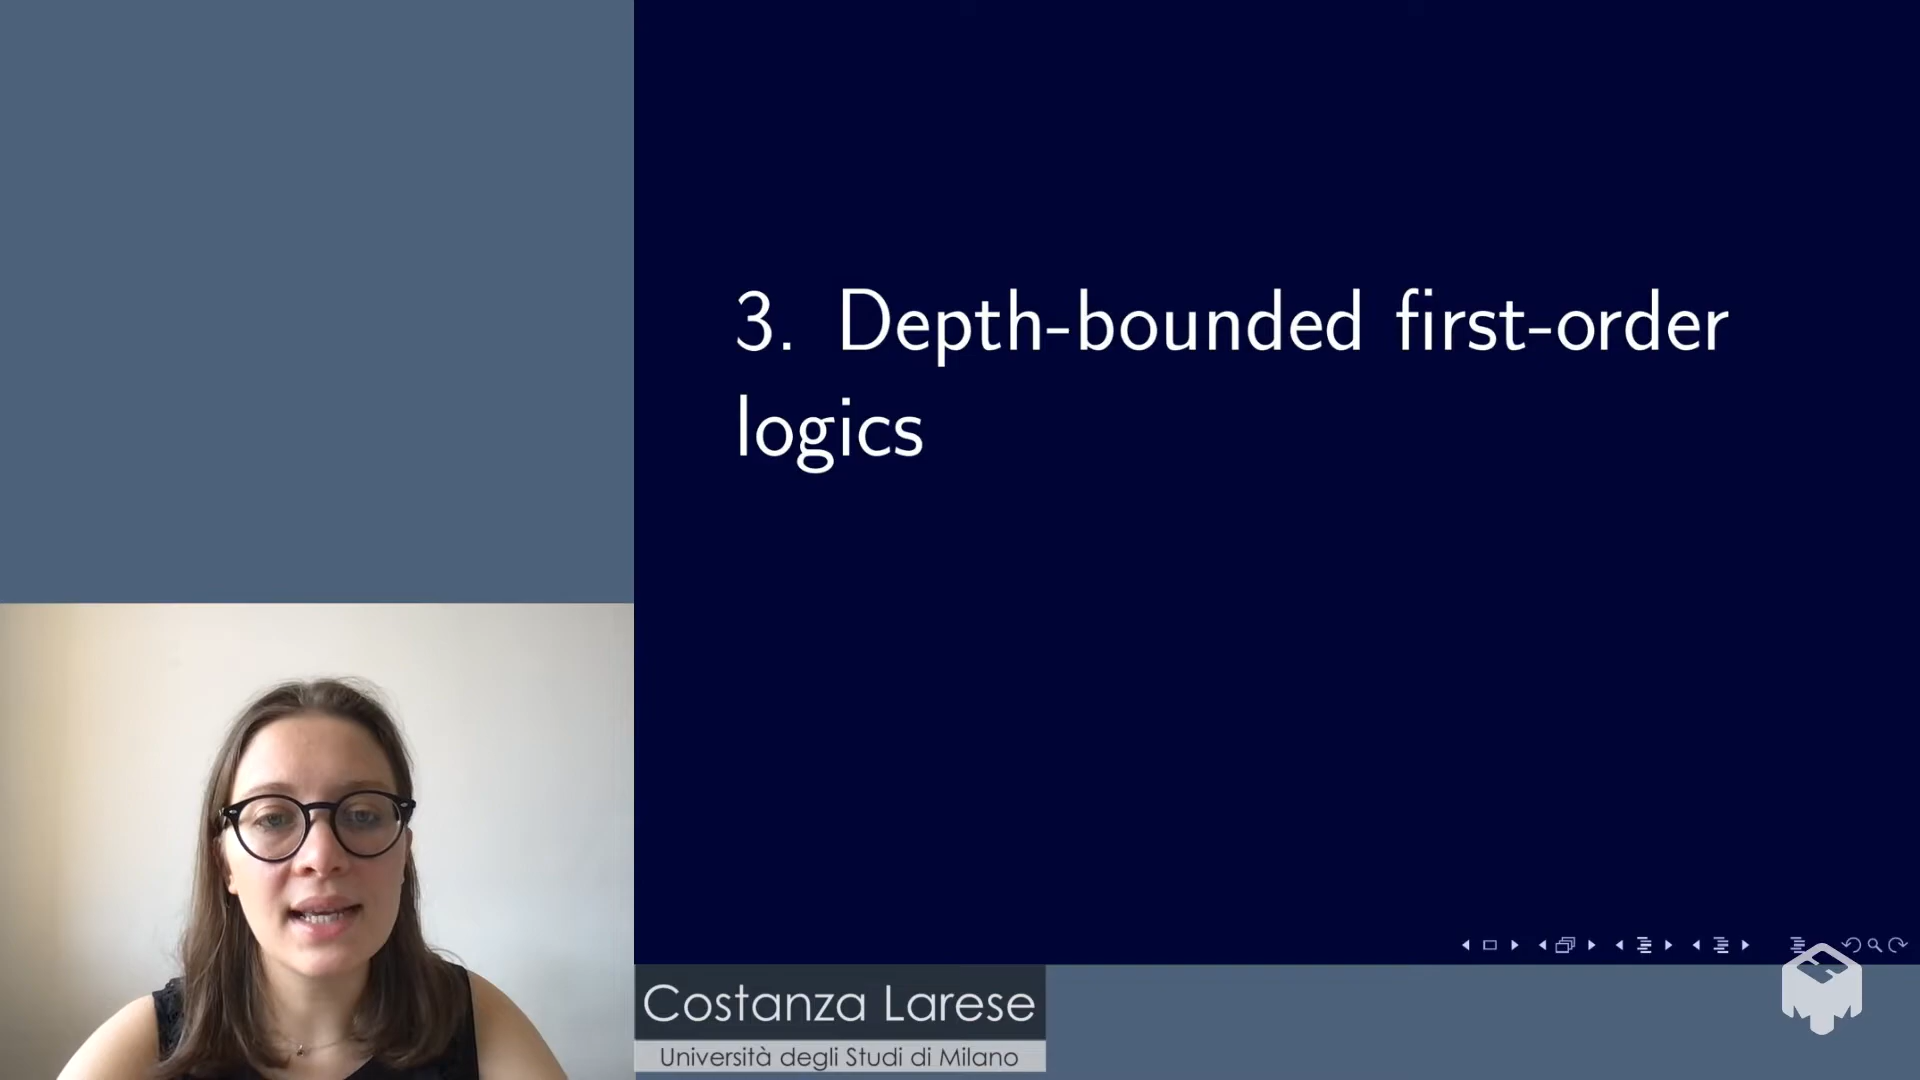 3. Depth-bounded first-order
logics
Costanza Larese
Università degli Studi di Milano